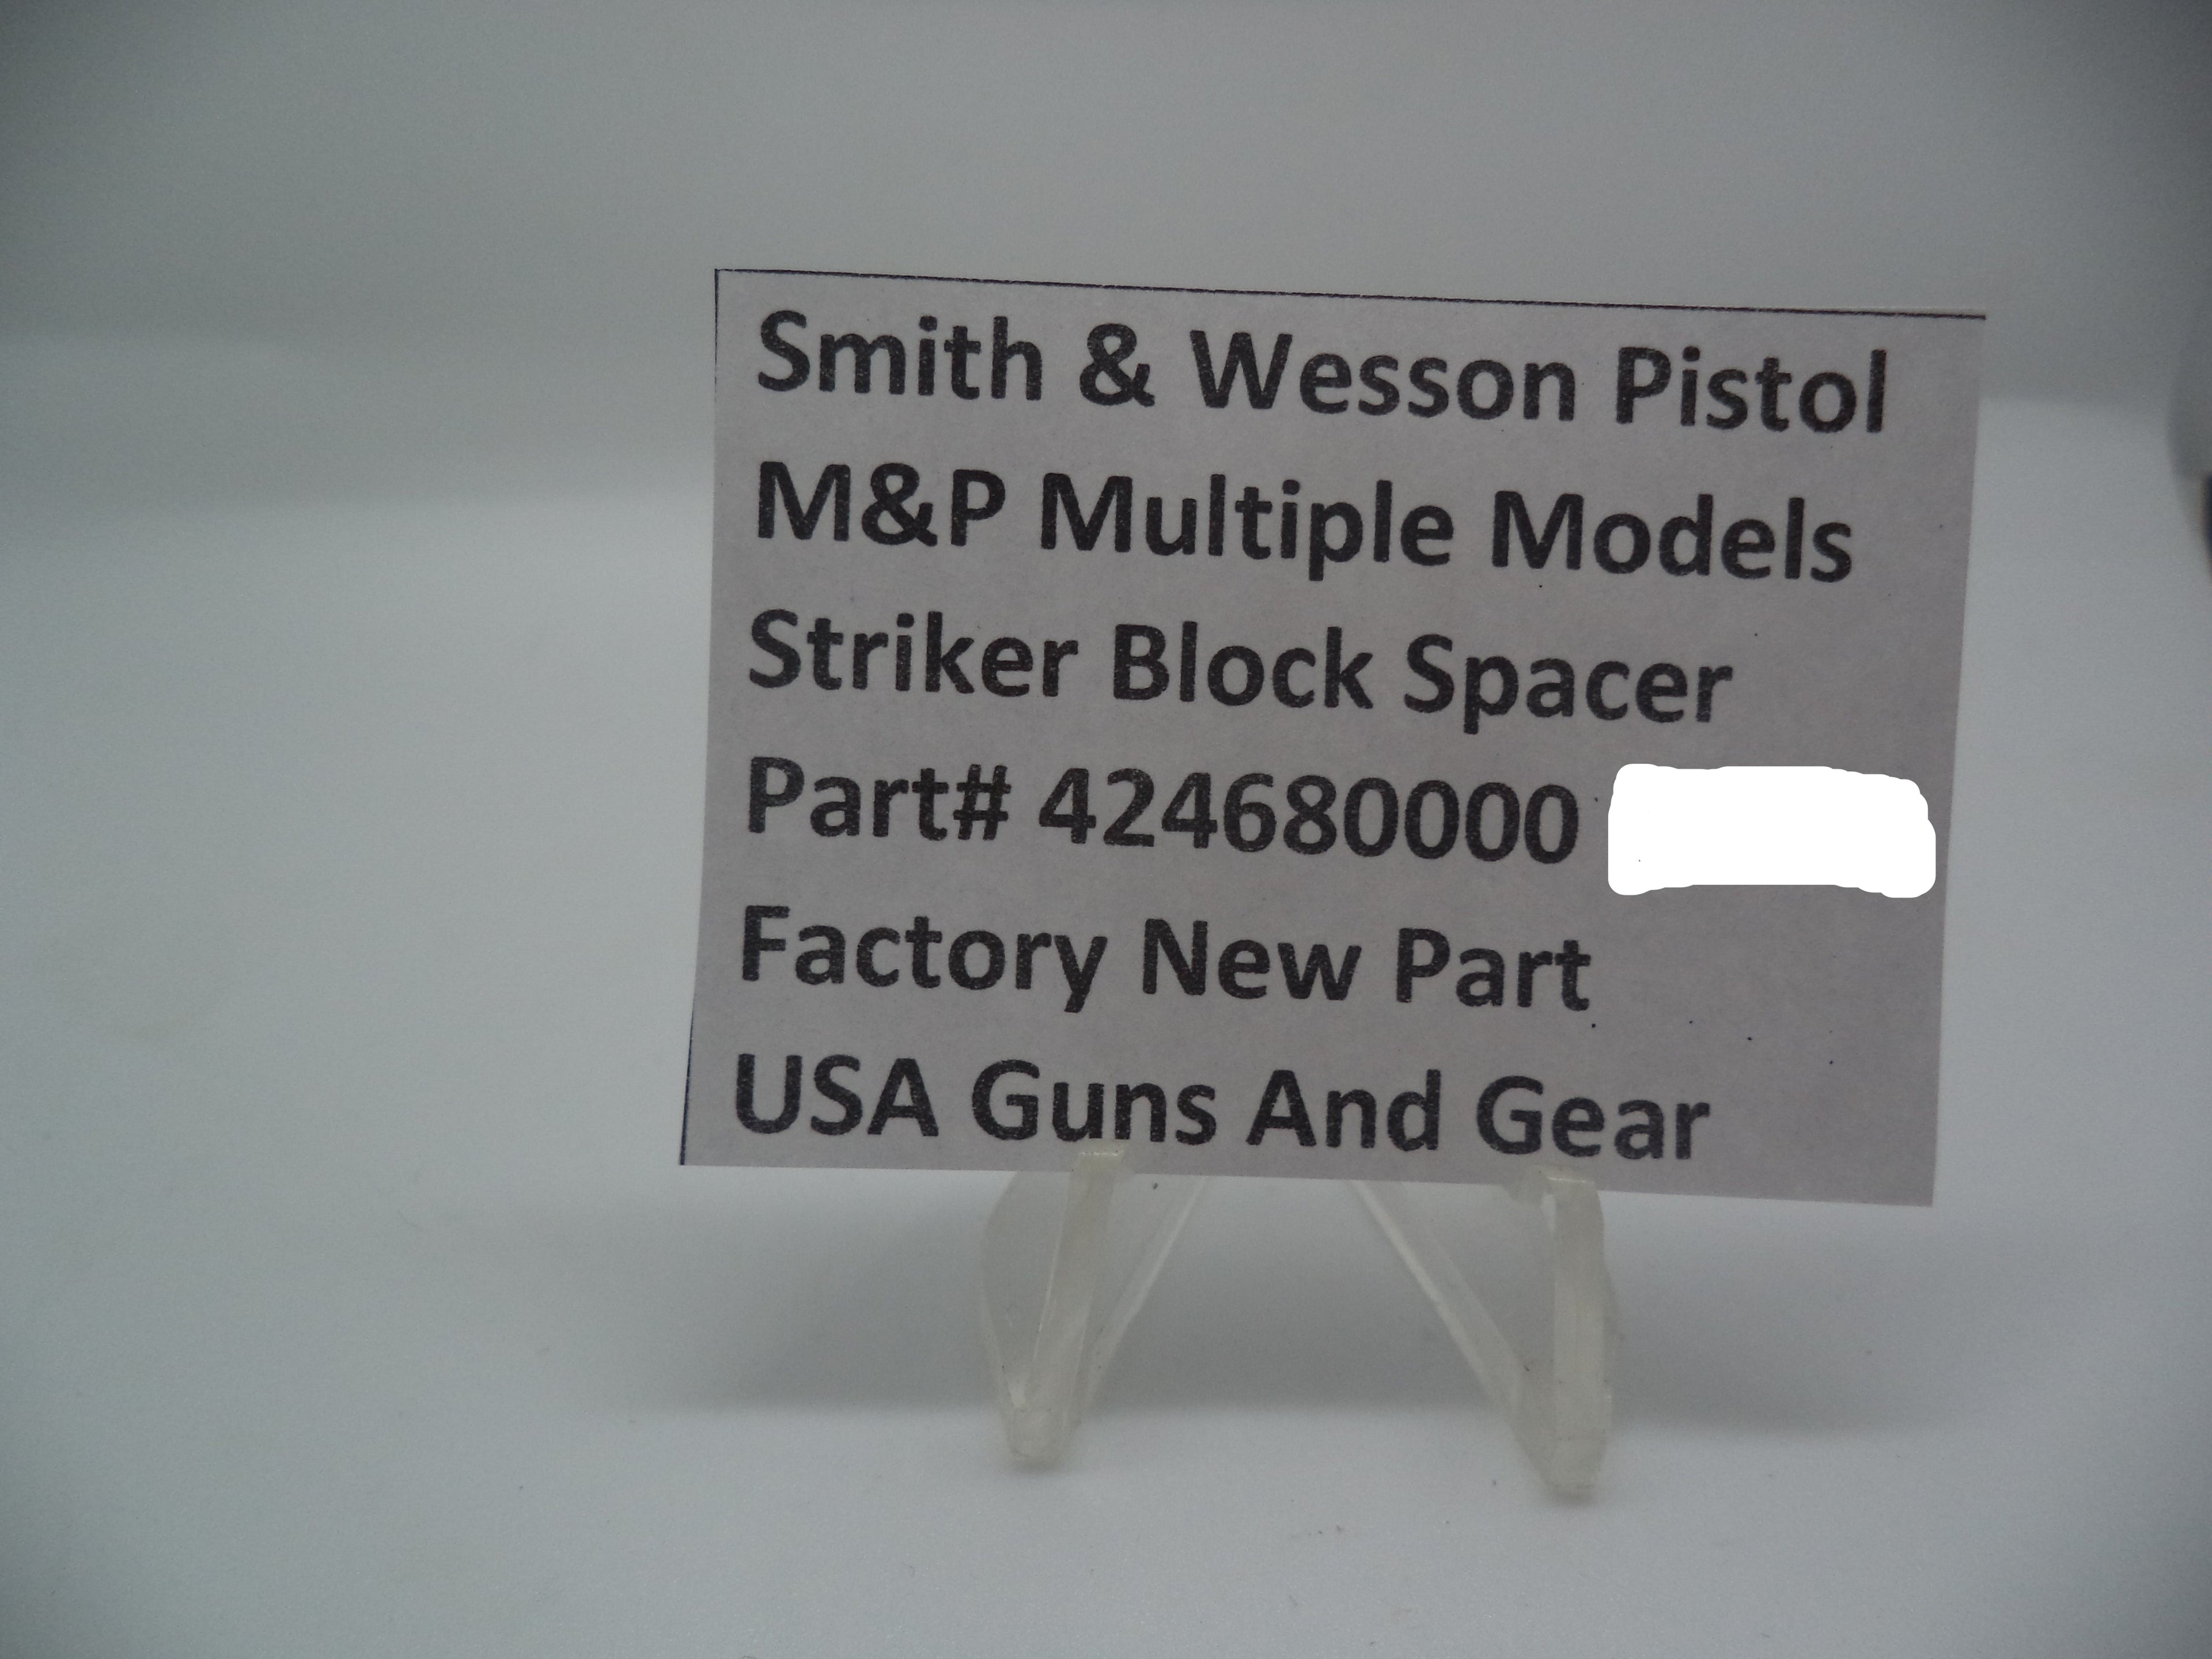 Smith & Wesson Pistol
M&P Multiple Models
Striker Block Spacer
Part# 424680000
Factory New Part
USA Guns And Gear